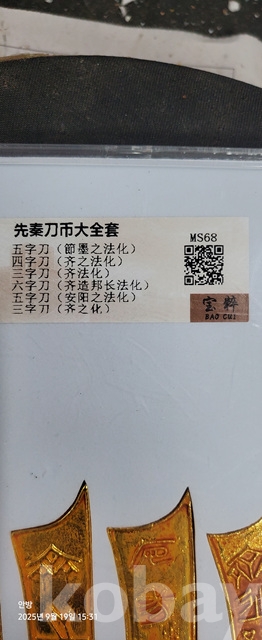 先秦刀币大全套
MS68
五字刀（節墨之法化）
四字刀（齐之法化）
三字刀（齐法化）
六字刀（齐造邦长法化）
五字刀（安阳之法化）
三字刀（齐之化）
宝粹
BAO CUI
안방
2025년 9월 19일 15:31
kobay